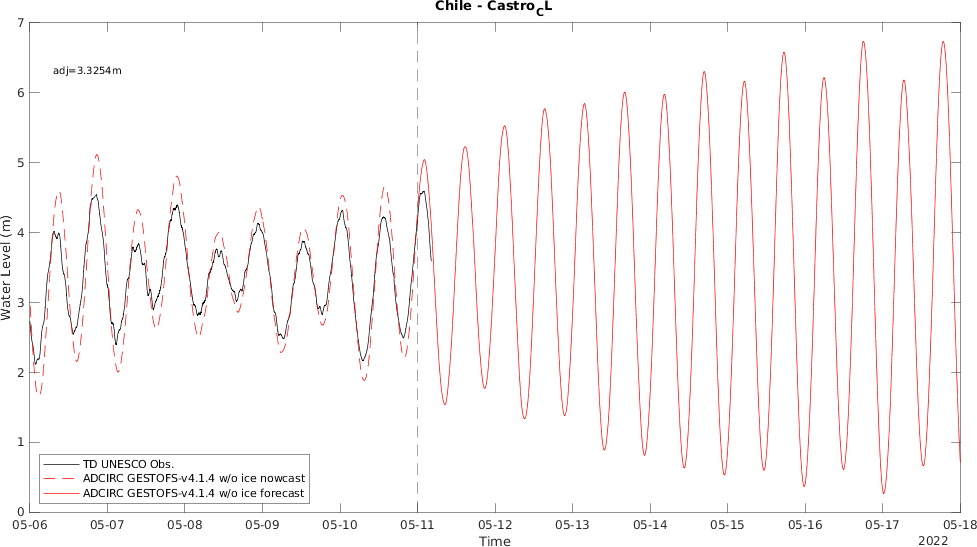 Chile - Castro_CL
adj=3.3254m
Water Level (m)
7
6
5
4
3
2
1
0
TD UNESCO Obs.
ADCIRC GESTOFS-v4.1.4 w/o ice nowcast
ADCIRC GESTOFS-v4.1.4 w/o ice forecast
05-06 05-07 05-08 05-09 05-10 05-11 05-12 05-13 05-14 05-15 05-16 05-17 05-18
Time
2022